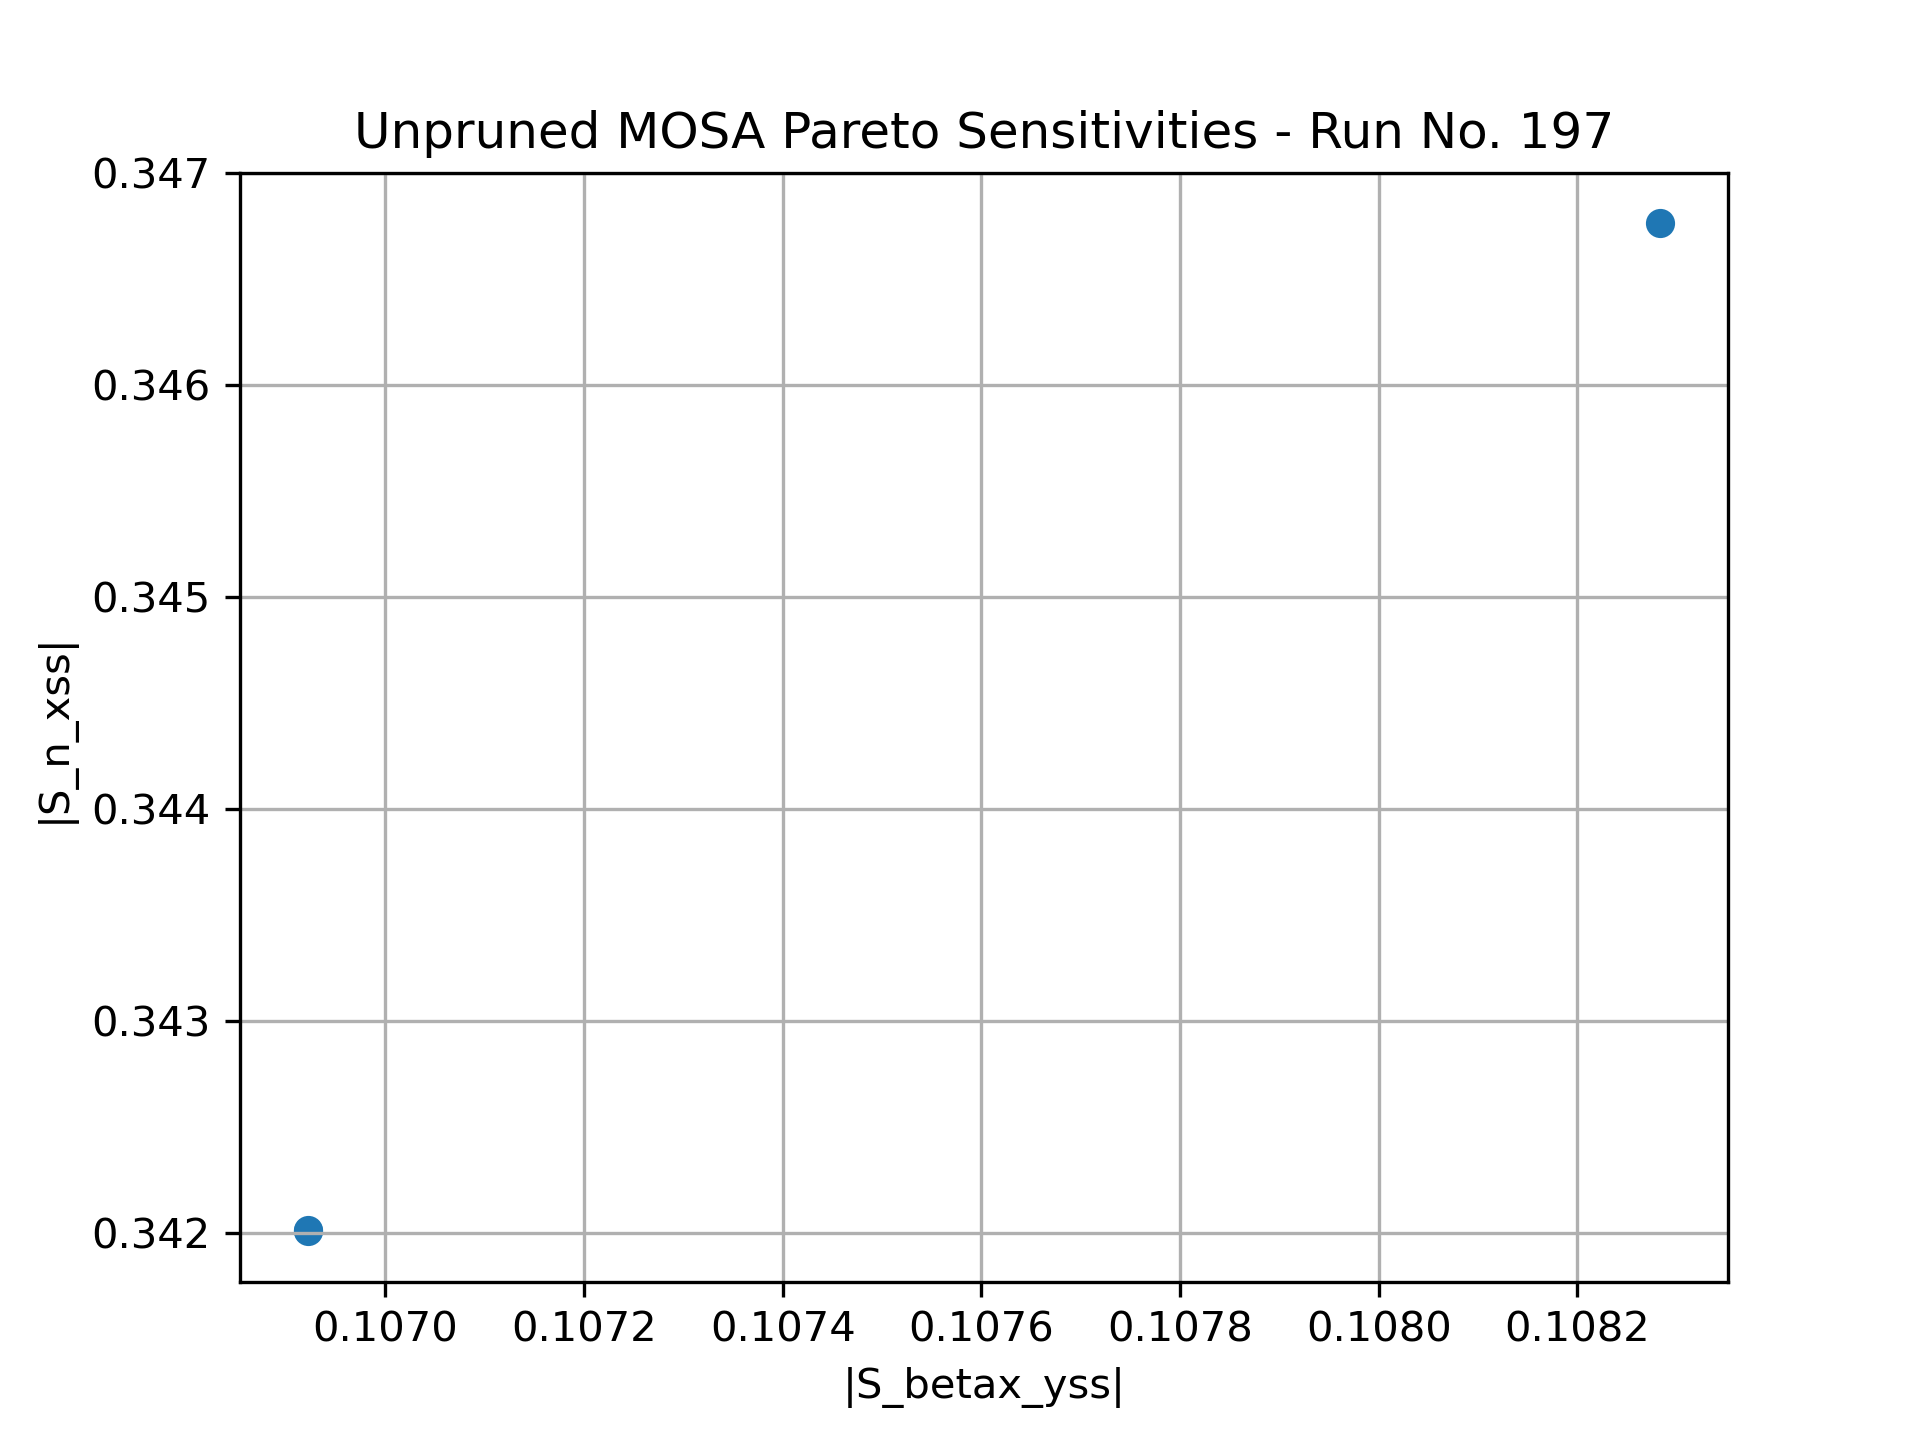 Unpruned MOSA Pareto Sensitivities - Run No. 197
0.347
0.346
0.345
0.344
0.343
0.342
|S_n_xss|
0.1070 0.1072 0.1074 0.1076 0.1078 0.1080 0.1082
|S_betax_yss|